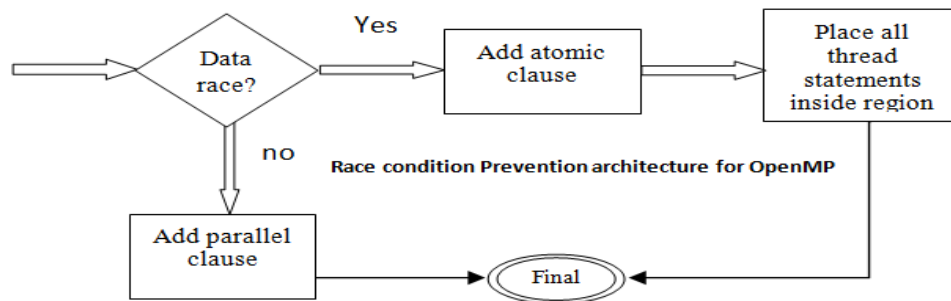 Data
race?
Yes
Add atomic
clause
Place all
thread
statements
inside region
no
Race condition Prevention architecture for OpenMP
Add parallel
clause
Final